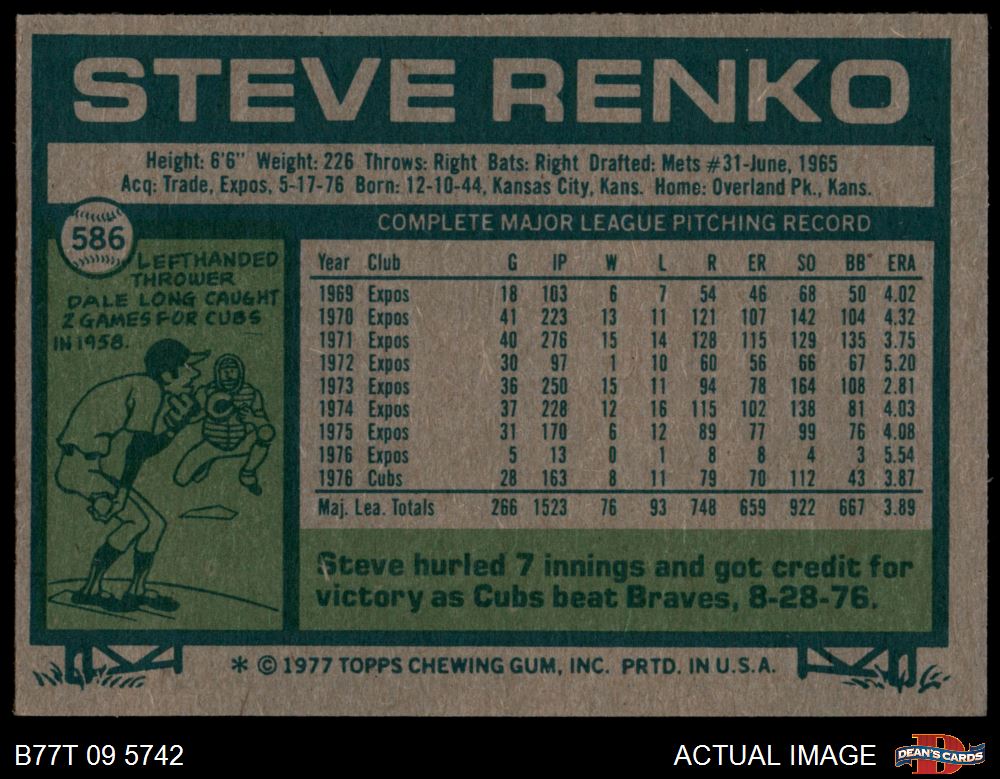 STEVE RENKO
Height: 6'6" Weight: 226 Throws: Right Bats: Right Drafted: Mets #31-June, 1965
Acq: Trade, Expos, 5-17-76 Born: 12-10-44, Kansas City, Kans. Home: Overland Pk., Kans.
586
LEFTHANDED
THROWER
DALE LONG CAUGHT
2 GAMES FOR CUBS
IN 1958.
C
COMPLETE MAJOR LEAGUE PITCHING RECORD
Year Club G IP W L R ER SO BB ERA
1969 Expos 18 103 6 7 54 46 68 50 4.02
1970 Expos 41 223 13 11 121 107 142 104 4.32
1971 Expos 40 276 15 14 128 115 129 135 3.75
1972 Expos 30 97 1 10 60 56 66 67 5.20
1973 Expos 36 250 15 11 94 78 164 108 2.81
1974 Expos 37 228 12 16 115 102 138 81 4.03
1975 Expos 31 170 6 12 89 77 99 76 4.08
1976 Expos 5 13 0 1 8 8 4 3 5.54
1976 Cubs 28 163 8 11 79 70 112 43 3.87
Maj. Lea. Totals 266 1523 76 93 748 659 922 667 3.89
Steve hurled 7 innings and got credit for
victory as Cubs beat Braves, 8-28-76.
* © 1977 TOPPS CHEWING GUM, INC. PRTD. IN U.S.A.
B77T 09 5742
ACTUAL IMAGE
D
DEAN'S CARDS